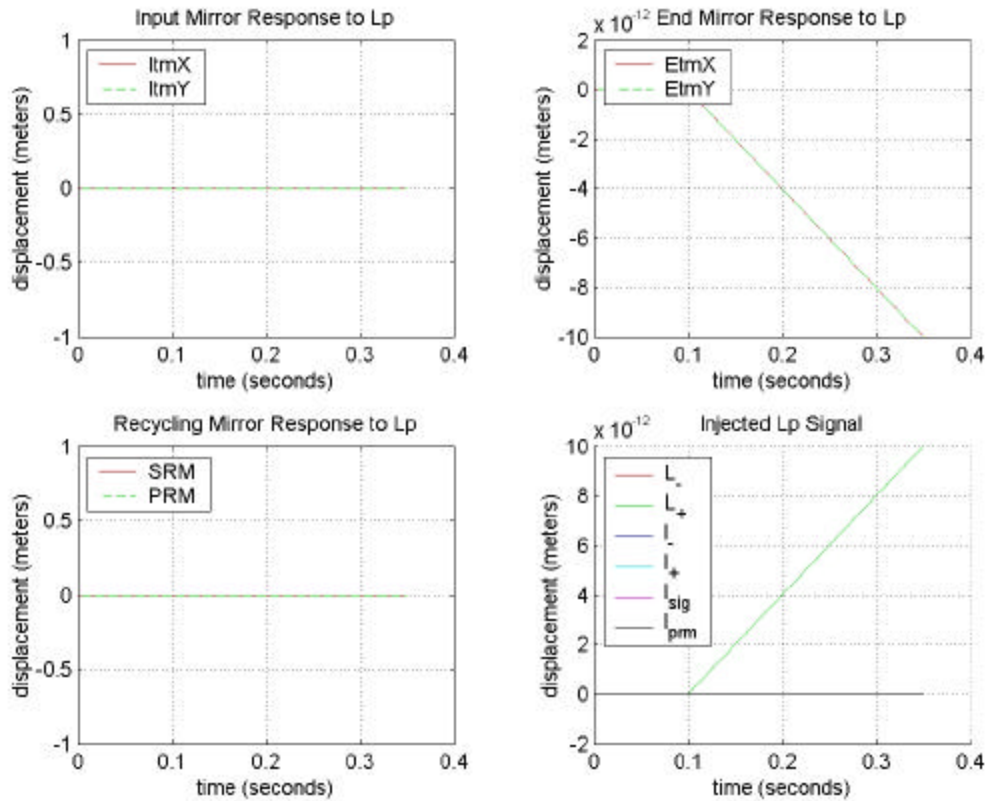 Input Mirror Response to Lp
1
0.5
0
-0.5
-1
0 0.1 0.2 0.3 0.4
displacement (meters)
time (seconds)
ItmX
ItmY
x 10-12 End Mirror Response to Lp
2
0
-2
-4
-6
-8
-10
0 0.1 0.2 0.3 0.4
displacement (meters)
time (seconds)
EtmX
EtmY
Recycling Mirror Response to Lp
1
0.5
0
-0.5
-1
0 0.1 0.2 0.3 0.4
displacement (meters)
time (seconds)
SRM
PRM
Injected Lp Signal
x 10-12
10
8
6
4
2
0
-2
0 0.1 0.2 0.3 0.4
displacement (meters)
time (seconds)
L-
L+
l-
l+
lsig
lprm